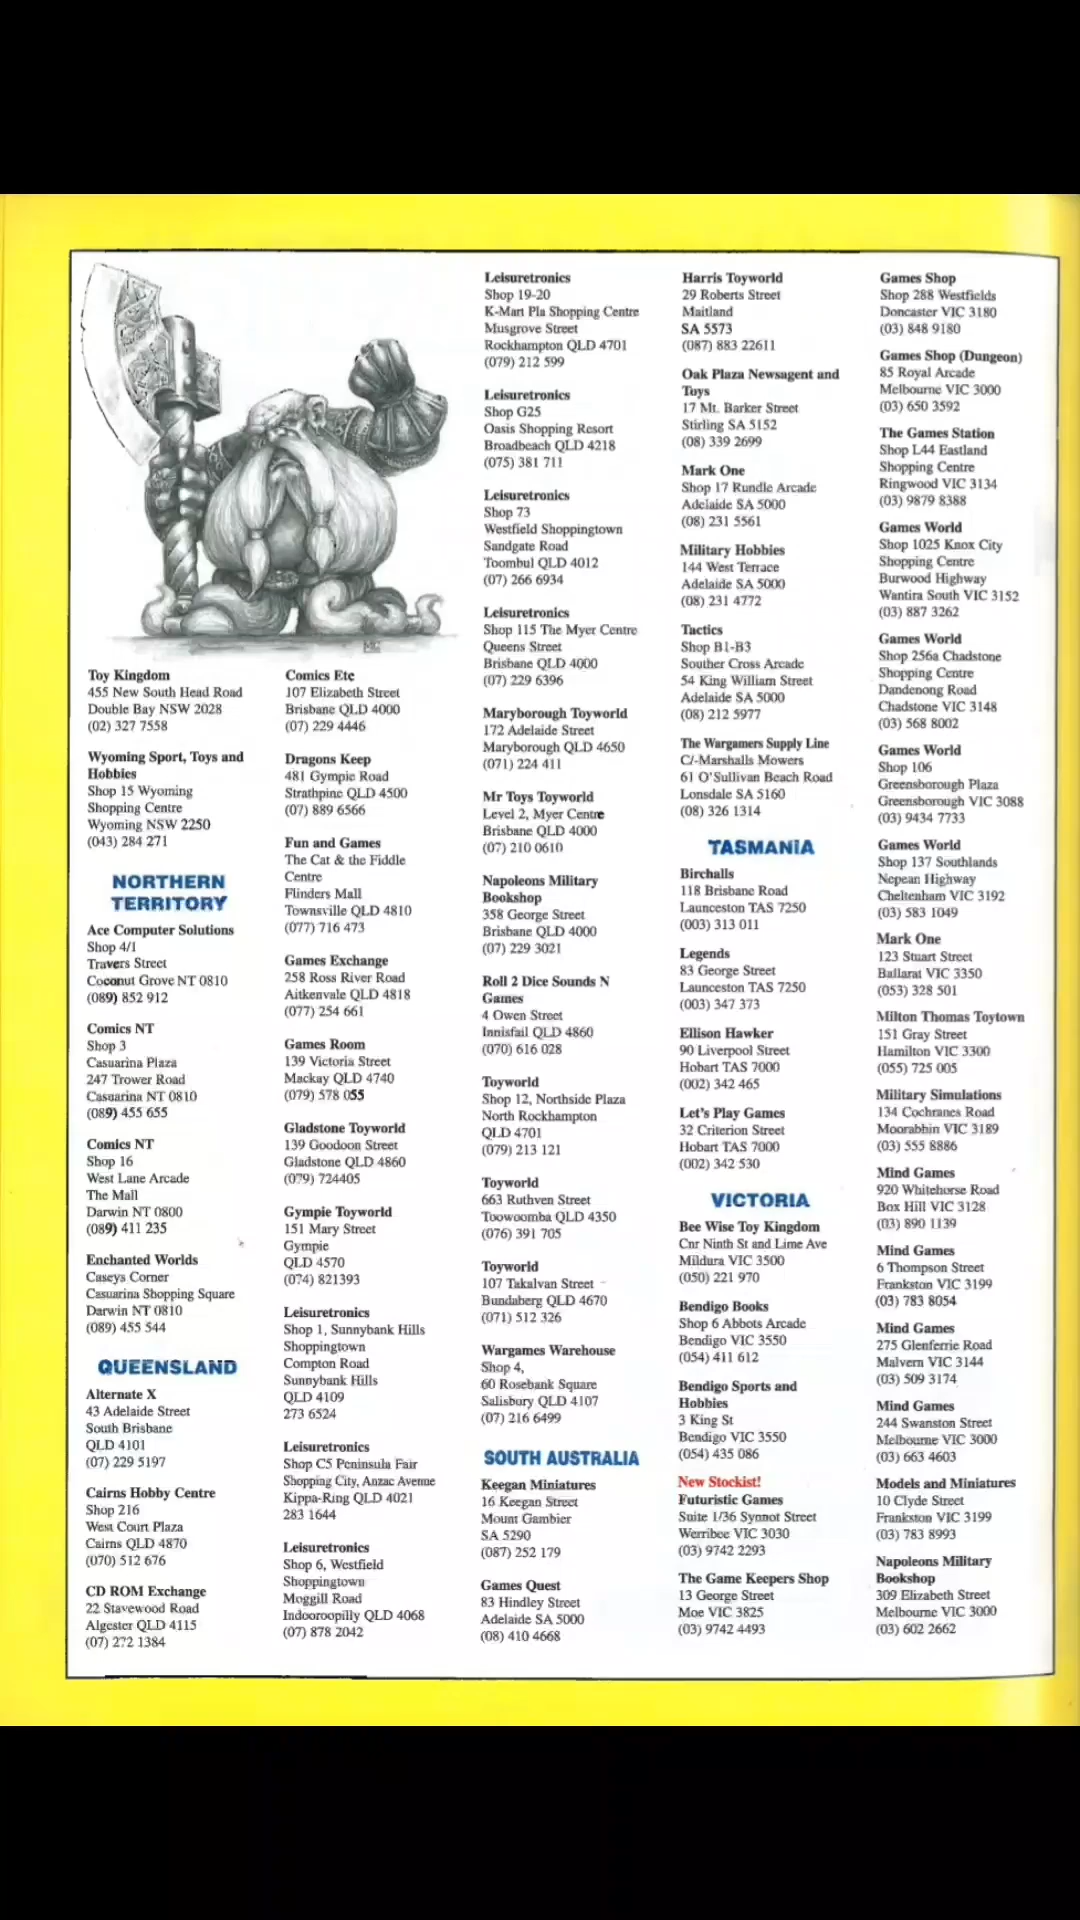 Toy Kingdom
455 New South Head Road
Double Bay NSW 2028
(02) 327 7558
Wyoming Sport, Toys and
Hobbies
Shop 15 Wyoming
Shopping Centre
Wyoming NSW 2250
(043) 284 271
NORTHERN
TERRITORY
Ace Computer Solutions
Shop 4/1
Travers Street
Coconut Grove NT 0810
(089) 852 912
Comics NT
Shop 3
Casuarina Plaza
247 Trower Road
Casuarina NT 0810
(089) 455 655
Comics NT
Shop 16
West Lane Arcade
The Mall
Darwin NT 0800
(089) 411 235
Enchanted Worlds
Caseys Corner
Casuarina Shopping Square
Darwin NT 0810
(089) 455 544
QUEENSLAND
Alternate X
43 Adelaide Street
South Brisbane
QLD 4101
(07) 229 5197
Cairns Hobby Centre
Shop 216
West Court Plaza
Cairns QLD 4870
(070) 512 676
CD ROM Exchange
22 Stavewood Road
Algester QLD 4115
(07) 272 1384
Comics Etc
107 Elizabeth Street
Brisbane QLD 4000
(07) 229 4446
Dragons Keep
481 Gympie Road
Strathpine QLD 4500
(07) 889 6566
Fun and Games
The Cat & the Fiddle
Centre
Flinders Mall
Townsville QLD 4810
(077) 716 473
Games Exchange
258 Ross River Road
Aitkenvale QLD 4818
(077) 254 661
Games Room
139 Victoria Street
Mackay QLD 4740
(079) 578 055
Gladstone Toyworld
139 Goodoon Street
Gladstone QLD 4860
(079) 724405
Gympie Toyworld
151 Mary Street
Gympie
QLD 4570
(074) 821393
Leisuretronics
Shop 1, Sunnybank Hills
Shoppingtown
Compton Road
Sunnybank Hills
QLD 4109
273 6524
Leisuretronics
Shop C5 Peninsula Fair
Shopping City, Anzac Avenue
Kippa-Ring QLD 4021
283 1644
Leisuretronics
Shop 6, Westfield
Shoppingtown
Moggill Road
Indooroopilly QLD 4068
(07) 878 2042
Leisuretronics
Shop 19-20
K-Mart Pla Shopping Centre
Musgrove Street
Rockhampton QLD 4701
(079) 212 599
Leisuretronics
Shop G25
Oasis Shopping Resort
Broadbeach QLD 4218
(075) 381 711
Leisuretronics
Shop 73
Westfield Shoppingtown
Sandgate Road
Toombul QLD 4012
(07) 266 6934
Leisuretronics
Shop 115 The Myer Centre
Queens Street
Brisbane QLD 4000
(07) 229 6396
Maryborough Toyworld
172 Adelaide Street
Maryborough QLD 4650
(071) 224 411
Mr Toys Toyworld
Level 2, Myer Centre
Brisbane QLD 4000
(07) 210 0610
Napoleons Military
Bookshop
358 George Street
Brisbane QLD 4000
(07) 229 3021
Roll 2 Dice Sounds N
Games
4 Owen Street
Innisfail QLD 4860
(070) 616 028
Toyworld
Shop 12, Northside Plaza
North Rockhampton
QLD 4701
(079) 213 121
Toyworld
663 Ruthven Street
Toowoomba QLD 4350
(076) 391 705
Toyworld
107 Takalvan Street
Bundaberg QLD 4670
(071) 512 326
Wargames Warehouse
Shop 4,
60 Rosebank Square
Salisbury QLD 4107
(07) 216 6499
SOUTH AUSTRALIA
Keegan Miniatures
16 Keegan Street
Mount Gambier
SA 5290
(087) 252 179
Games Quest
83 Hindley Street
Adelaide SA 5000
(08) 410 4668
Harris Toyworld
29 Roberts Street
Maitland
SA 5573
(087) 883 22611
Oak Plaza Newsagent and
Toys
17 Mt. Barker Street
Stirling SA 5152
(08) 339 2699
Mark One
Shop 17 Rundle Arcade
Adelaide SA 5000
(08) 231 5561
Military Hobbies
144 West Terrace
Adelaide SA 5000
(08) 231 4772
Tactics
Shop B1-B3
Souther Cross Arcade
54 King William Street
Adelaide SA 5000
(08) 212 5977
The Wargamers Supply Line
C/-Marshalls Mowers
61 O'Sullivan Beach Road
Lonsdale SA 5160
(08) 326 1314
TASMANIA
Birchalls
118 Brisbane Road
Launceston TAS 7250
(003) 313 011
Legends
83 George Street
Launceston TAS 7250
(003) 347 373
Ellison Hawker
90 Liverpool Street
Hobart TAS 7000
(002) 342 465
Let's Play Games
32 Criterion Street
Hobart TAS 7000
(002) 342 530
VICTORIA
Bee Wise Toy Kingdom
Cnr Ninth St and Lime Ave
Mildura VIC 3500
(050) 221 970
Bendigo Books
Shop 6 Abbots Arcade
Bendigo VIC 3550
(054) 411 612
Bendigo Sports and
Hobbies
3 King St
Bendigo VIC 3550
(054) 435 086
New Stockist!
Futuristic Games
Suite 1/36 Synnot Street
Werribee VIC 3030
(03) 9742 2293
The Game Keepers Shop
13 George Street
Moe VIC 3825
(03) 9742 4493
Games Shop
Shop 288 Westfields
Doncaster VIC 3180
(03) 848 9180
Games Shop (Dungeon)
85 Royal Arcade
Melbourne VIC 3000
(03) 650 3592
The Games Station
Shop L44 Eastland
Shopping Centre
Ringwood VIC 3134
(03) 9879 8388
Games World
Shop 1025 Knox City
Shopping Centre
Burwood Highway
Wantira South VIC 3152
(03) 887 3262
Games World
Shop 256a Chadstone
Shopping Centre
Dandenong Road
Chadstone VIC 3148
(03) 568 8002
Games World
Shop 106
Greensborough Plaza
Greensborough VIC 3088
(03) 9434 7733
Games World
Shop 137 Southlands
Nepean Highway
Cheltenham VIC 3192
(03) 583 1049
Mark One
123 Stuart Street
Ballarat VIC 3350
(053) 328 501
Milton Thomas Toytown
151 Gray Street
Hamilton VIC 3300
(055) 725 005
Military Simulations
134 Cochranes Road
Moorabbin VIC 3189
(03) 555 8886
Mind Games
920 Whitehorse Road
Box Hill VIC 3128
(03) 890 1139
Mind Games
6 Thompson Street
Frankston VIC 3199
(03) 783 8054
Mind Games
275 Glenferrie Road
Malvern VIC 3144
(03) 509 3174
Mind Games
244 Swanston Street
Melbourne VIC 3000
(03) 663 4603
Models and Miniatures
10 Clyde Street
Frankston VIC 3199
(03) 783 8993
Napoleons Military
Bookshop
309 Elizabeth Street
Melbourne VIC 3000
(03) 602 2662